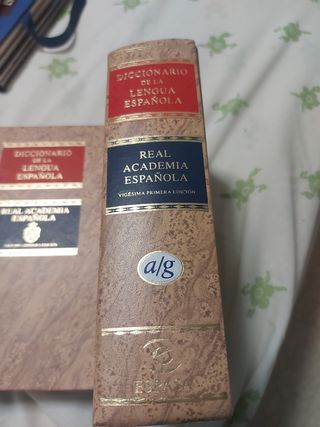 DICCIONARIO
DE LA
LENGUA
ESPAÑOLA
REAL
ACADEMIA
ESPAÑOLA
VIGÉSIMA PRIMERA EDICIÓN
a/g
ESPASA
DICCIONARIO
DE LA
LENGUA
ESPAÑOLA
REAL ACADEMIA
ESPAÑOLA